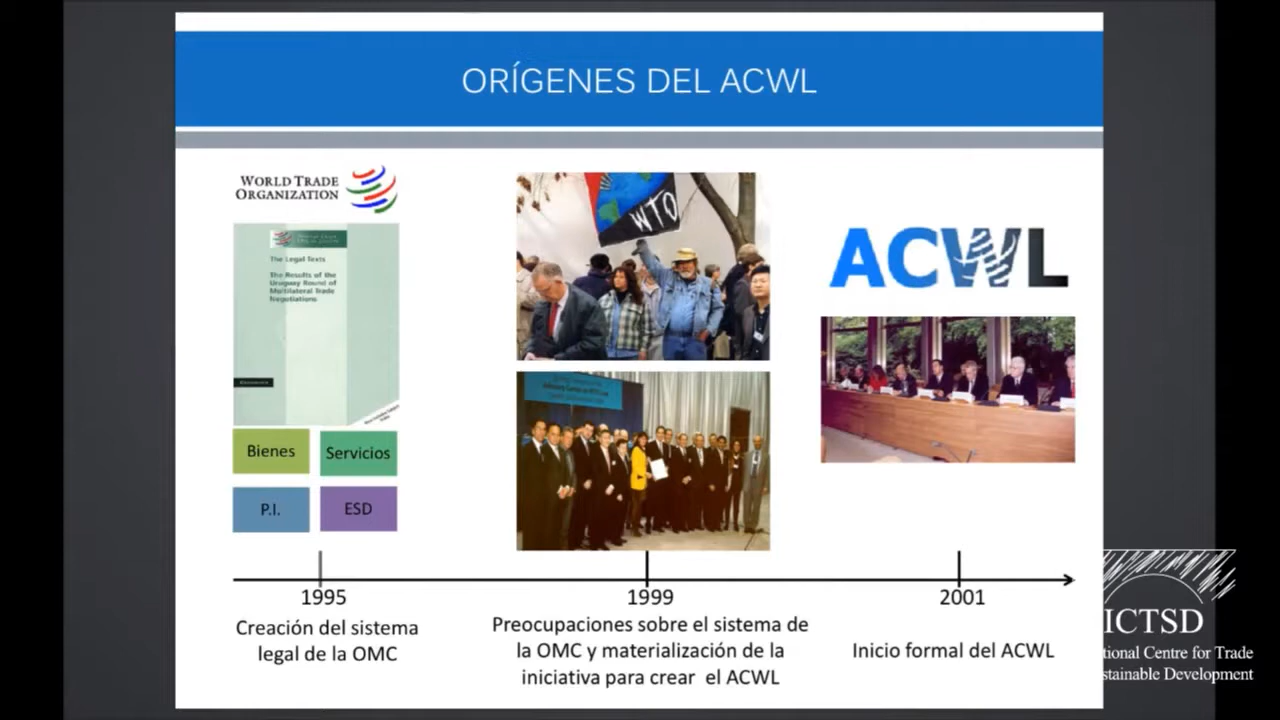 ORÍGENES DEL ACWL
WORLD TRADE
ORGANIZATION
The Legal Texts
The Results of the
Uruguay Round of
Multilateral Trade
Negotiations
Bienes
Servicios
P.I.
ESD
WTO
ACWL
1995
Creación del sistema
legal de la OMC
1999
Preocupaciones sobre el sistema de
la OMC y materialización de la
iniciativa para crear el ACWL
2001
Inicio formal del ACWL
ICTSD
tional Centre for Trade
stainable Development